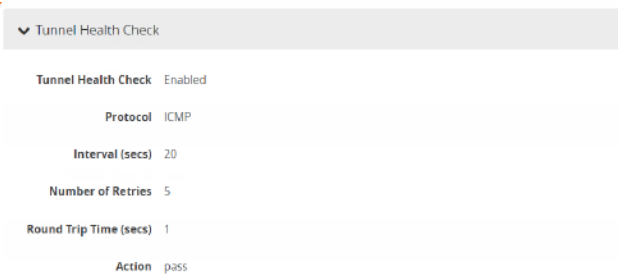 Tunnel Health Check
Tunnel Health Check Enabled
Protocol ICMP
Interval (secs) 20
Number of Retries 5
Round Trip Time (secs) 1
Action pass